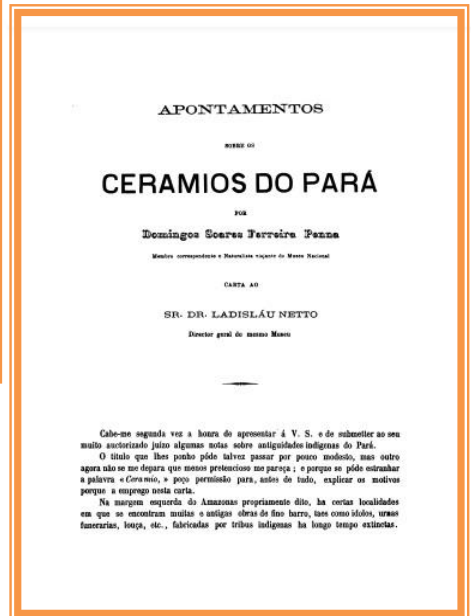 APONTAMENTOS
SOBRE OS
CERAMIOS DO PARÁ
POR
Domingos Soares Ferreira Penna
Membro correspondente e Naturalista viajante do Museu Nacional
CARTA AO
SR. DR. LADISLÁU NETTO
Director geral do mesmo Museu
Cabe-me segunda vez a honra de apresentar á V. S. e de submetter ao seu
muito auctorizado juizo algumas notas sobre antiguidades indigenas do Pará.
O titulo que lhes ponho póde talvez passar por pouco modesto, mas outro
agora não se me depara que menos pretencioso me pareça ; e porque se póde estranhar
a palavra « Ceramio, » peço permissão para, antes de tudo, explicar os motivos
porque a emprego nesta carta.
Na margem esquerda do Amazonas propriamente dito, ha certas localidades
em que se encontram muitas e antigas obras de fino barro, taes como idolos, urnas
funerarias, louça, etc., fabricadas por tribus indigenas ha longo tempo extinctas.